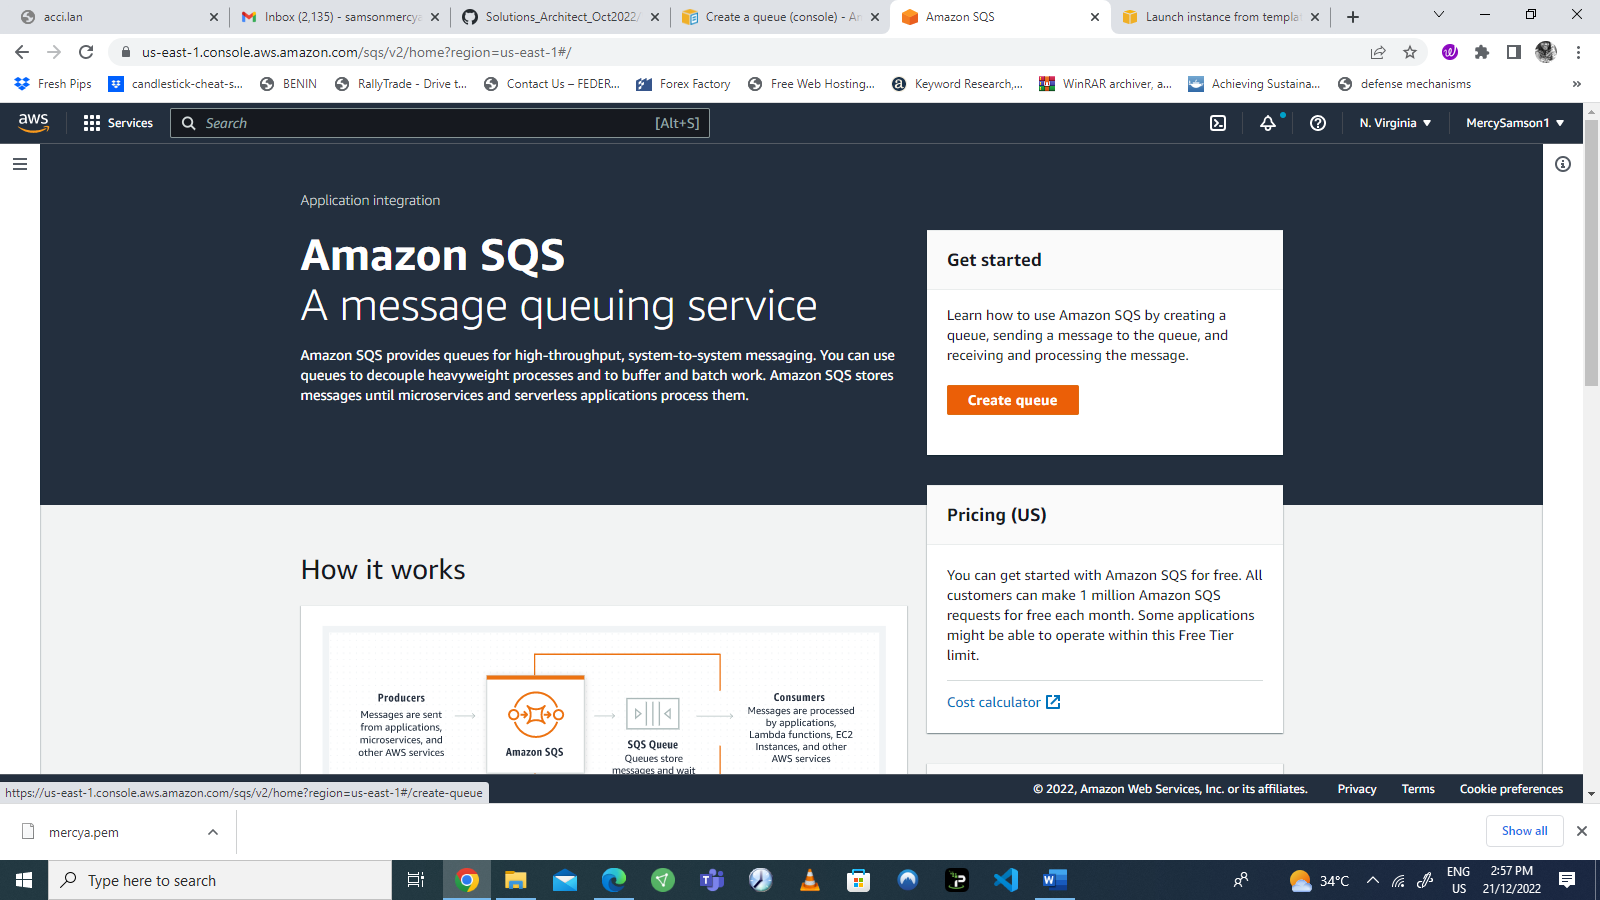 acci.lan
Inbox (2,135) - samsonmercya
Solutions_Architect_Oct2022/
Create a queue (console) - Am
Amazon SQS
Launch instance from templat
us-east-1.console.aws.amazon.com/sqs/v2/home?region=us-east-1#/
Fresh Pips
candlestick-cheat-s...
BENIN
RallyTrade - Drive t...
Contact Us – FEDER...
Forex Factory
Free Web Hosting...
Keyword Research,...
WinRAR archiver, a...
Achieving Sustaina...
defense mechanisms
»
aws
Services
Search
[Alt+S]
N. Virginia
MercySamson1
Application integration
Amazon SQS
A message queuing service
Amazon SQS provides queues for high-throughput, system-to-system messaging. You can use
queues to decouple heavyweight processes and to buffer and batch work. Amazon SQS stores
messages until microservices and serverless applications process them.
Get started
Learn how to use Amazon SQS by creating a
queue, sending a message to the queue, and
receiving and processing the message.
Create queue
Pricing (US)
You can get started with Amazon SQS for free. All
customers can make 1 million Amazon SQS
requests for free each month. Some applications
might be able to operate within this Free Tier
limit.
Cost calculator
How it works
Producers
Messages are sent
from applications,
microservices, and
other AWS services
Amazon SQS
SQS Queue
Queues store
messages and wait
Consumers
Messages are processed
by applications,
Lambda functions, EC2
Instances, and other
AWS services
https://us-east-1.console.aws.amazon.com/sqs/v2/home?region=us-east-1#/create-queue
© 2022, Amazon Web Services, Inc. or its affiliates.
Privacy
Terms
Cookie preferences
mercya.pem
Show all
Type here to search
34°C
ENG
US
2:57 PM
21/12/2022